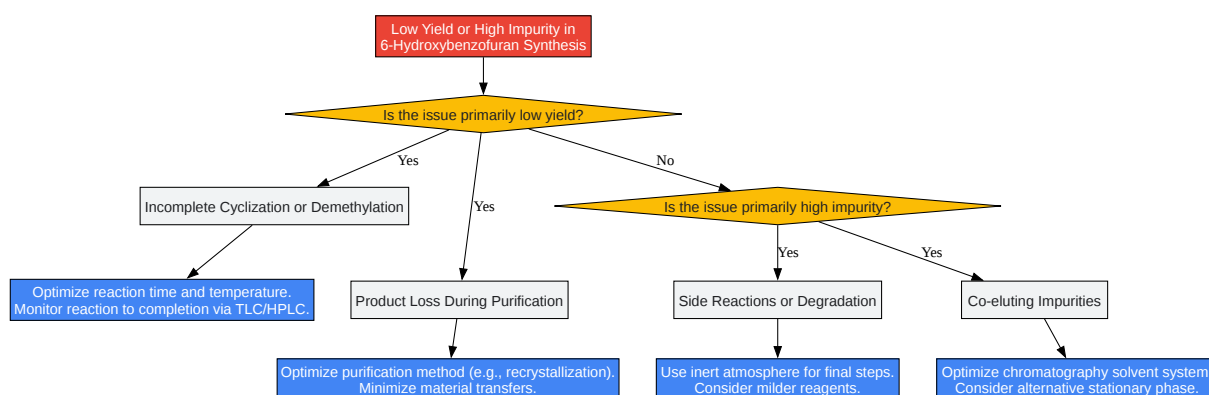 Low Yield or High Impurity in
6-Hydroxybenzofuran Synthesis
Is the issue primarily low yield?
Yes
No
Incomplete Cyclization or Demethylation
Yes
Is the issue primarily high impurity?
Yes
Yes
Optimize reaction time and temperature.
Monitor reaction to completion via TLC/HPLC.
Product Loss During Purification
Side Reactions or Degradation
Co-eluting Impurities
Optimize purification method (e.g., recrystallization).
Minimize material transfers.
Use inert atmosphere for final steps.
Consider milder reagents.
Optimize chromatography solvent system
Consider alternative stationary phase.